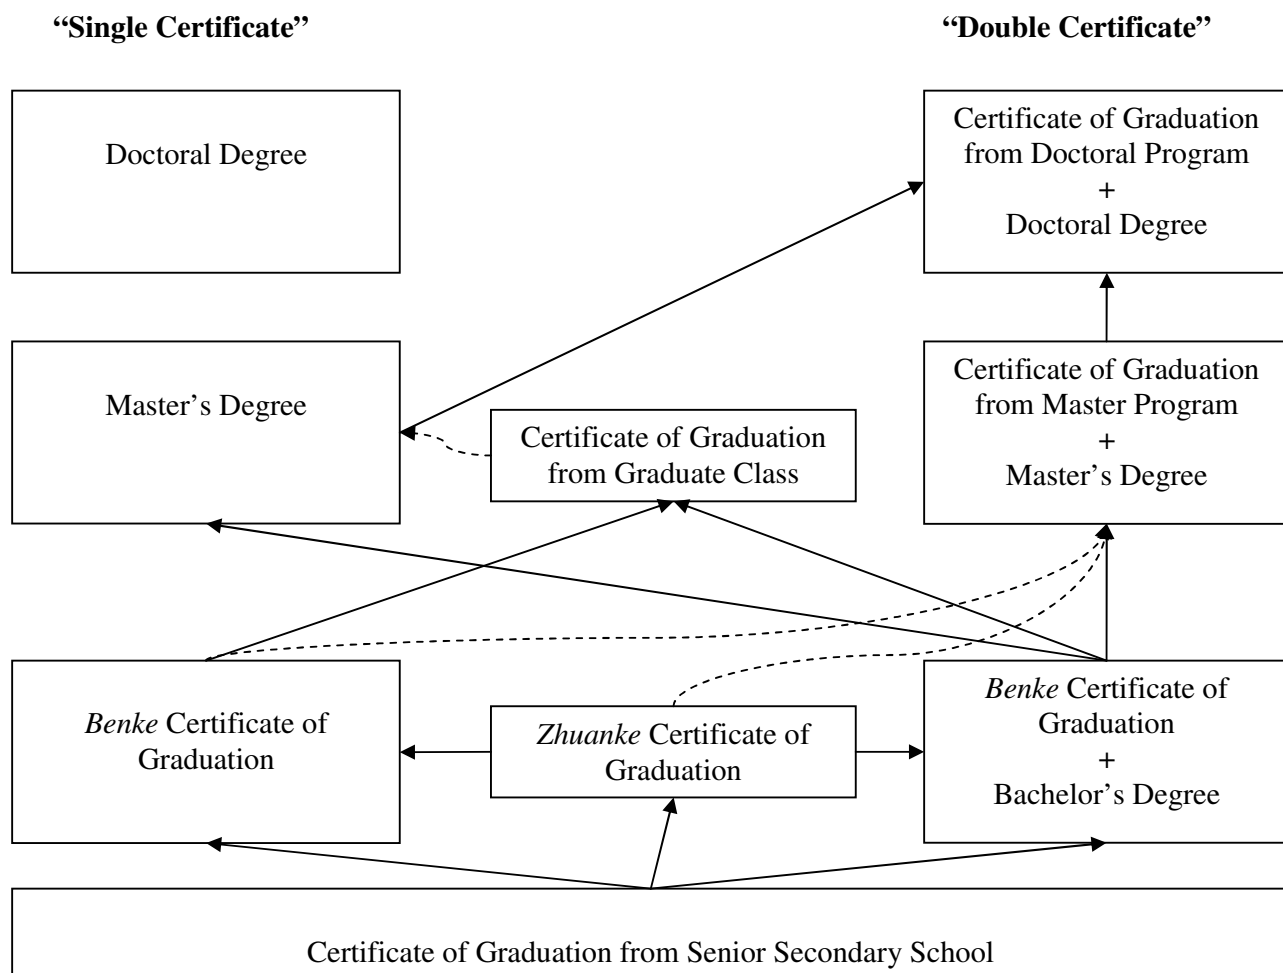 “Single Certificate”
“Double Certificate”
Doctoral Degree
Certificate of Graduation
from Doctoral Program
+
Doctoral Degree
Master’s Degree
Certificate of Graduation
from Graduate Class
Certificate of Graduation
from Master Program
+
Master’s Degree
Benke Certificate of
Graduation
Zhuanke Certificate of
Graduation
Benke Certificate of
Graduation
+
Bachelor’s Degree
Certificate of Graduation from Senior Secondary School